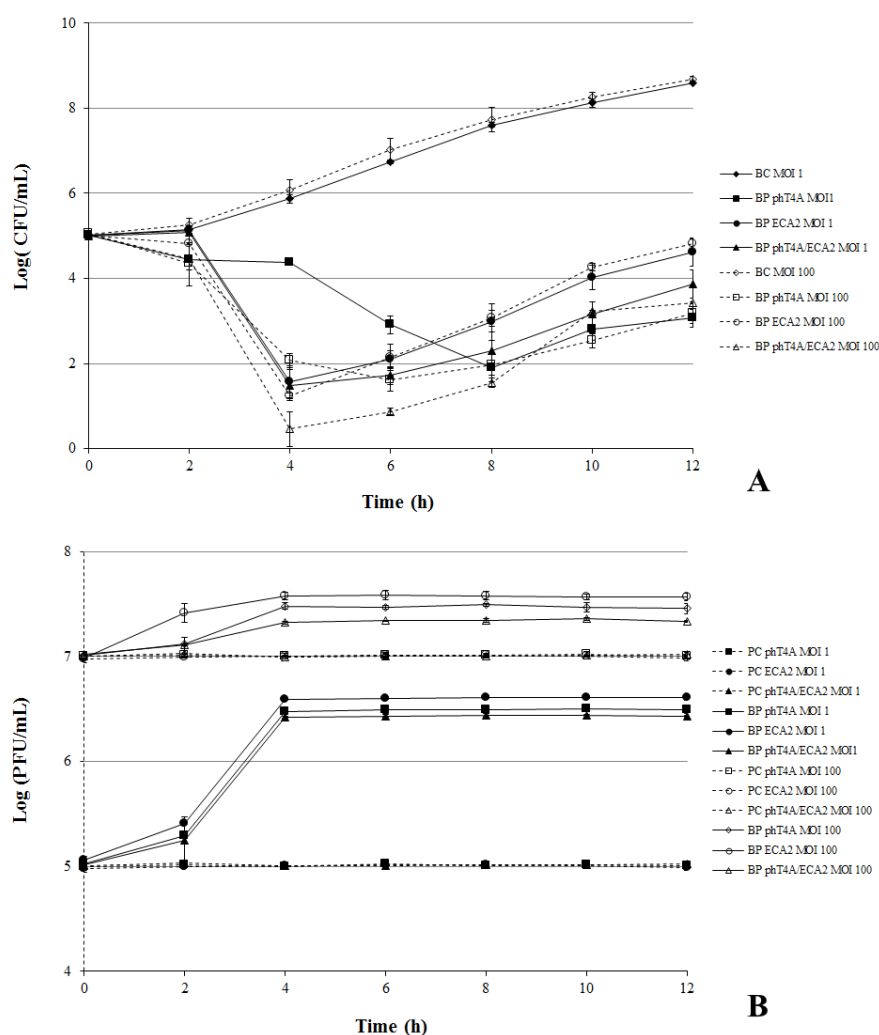 10
8
6
4
2
0
Log( CFU/mL)
0 2 4 6 8 10 12
Time (h)
BC MOI 1
BP phT4A MOI1
BP ECA2 MOI 1
BP phT4A/ECA2 MOI 1
BC MOI 100
BP phT4A MOI 100
BP ECA2 MOI 100
BP phT4A/ECA2 MOI 100
A
8
7
6
5
4
Log (PFU/mL)
0 2 4 6 8 10 12
Time (h)
PC phT4A MOI 1
PC ECA2 MOI 1
PC phT4A/ECA2 MOI 1
BP phT4A MOI 1
BP ECA2 MOI 1
BP phT4A/ECA2 MOI1
PC phT4A MOI 100
PC ECA2 MOI 100
PC phT4A/ECA2 MOI 100
BP phT4A MOI 100
BP ECA2 MOI 100
BP phT4A/ECA2 MOI 100
B